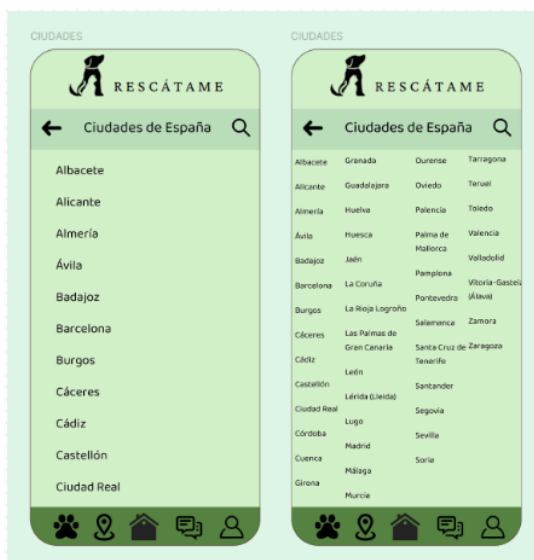 CIUDADES
RESCÁTAME
Ciudades de España
Albacete
Alicante
Almería
Ávila
Badajoz
Barcelona
Burgos
Cáceres
Cádiz
Castellón
Ciudad Real
CIUDADES
RESCÁTAME
Ciudades de España
Albacete
Alicante
Almería
Ávila
Badajoz
Barcelona
Burgos
Cáceres
Cádiz
Castellón
Ciudad Real
Córdoba
Cuenca
Girona
Granada
Guadalajara
Huelva
Huesca
Jaén
La Coruña
La Rioja Logroño
Las Palmas de
Gran Canaria
León
Lérida (Lleida)
Lugo
Madrid
Málaga
Murcia
Ourense
Oviedo
Palencia
Palma de
Mallorca
Pamplona
Pontevedra
Salamanca
Santa Cruz de
Tenerife
Santander
Segovia
Sevilla
Soria
Tarragona
Teruel
Toledo
Valencia
Valladolid
Vitoria-Gasteiz
(Álava)
Zamora
Zaragoza